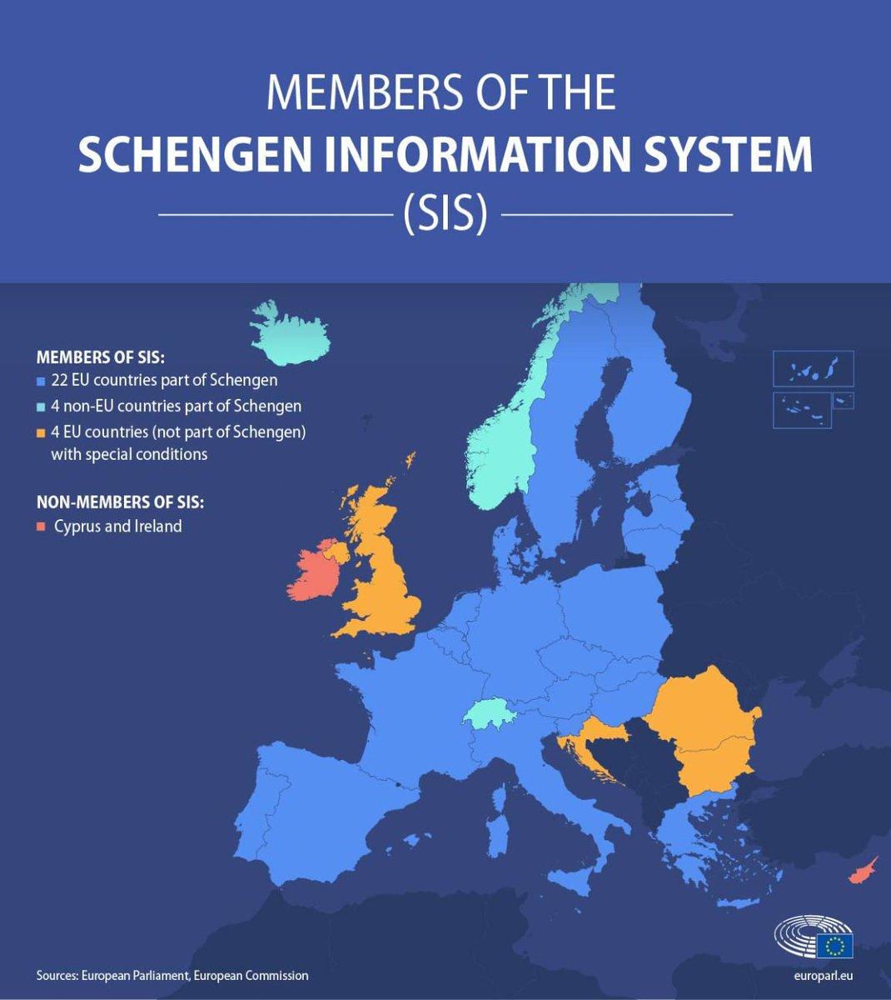 MEMBERS OF THE
SCHENGEN INFORMATION SYSTEM
(SIS)
MEMBERS OF SIS:
22 EU countries part of Schengen
4 non-EU countries part of Schengen
4 EU countries (not part of Schengen)
with special conditions
NON-MEMBERS OF SIS:
Cyprus and Ireland
Sources: European Parliament, European Commission
europarl.eu